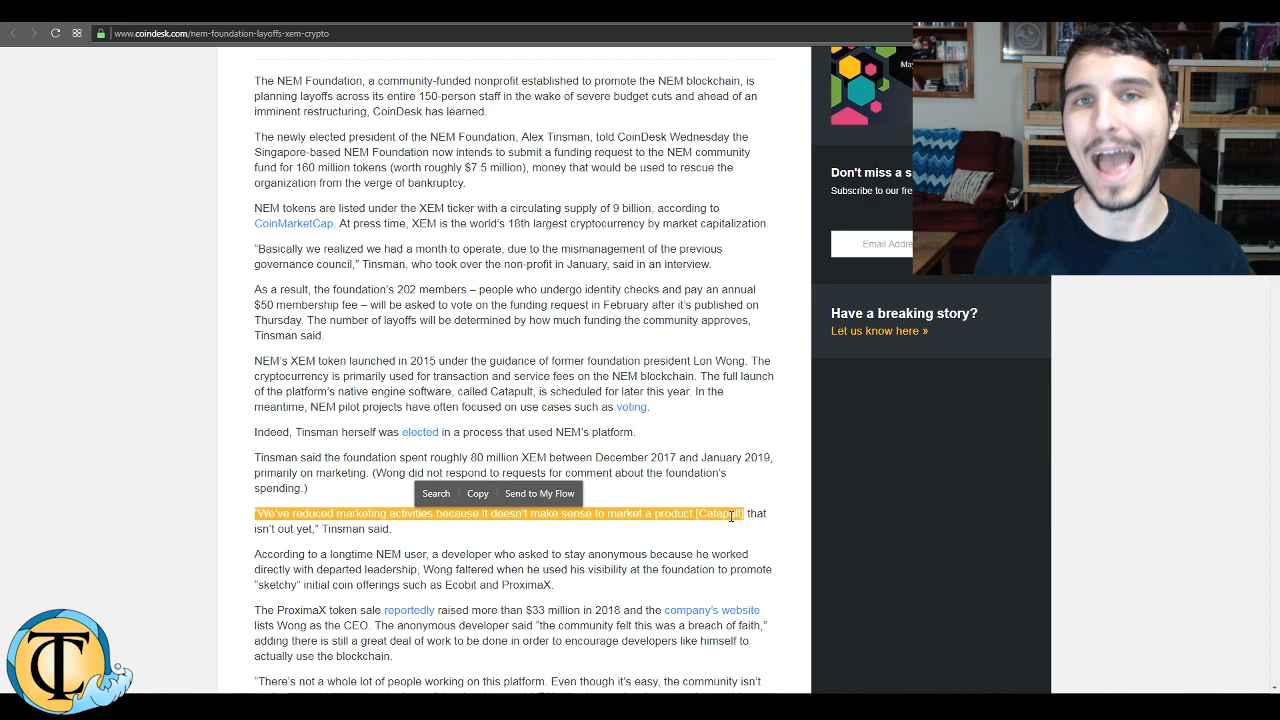 www.coindesk.com/nem-foundation-layoffs-xem-crypto
The NEM Foundation, a community-funded nonprofit established to promote the NEM blockchain, is
planning layoffs across its entire 150-person staff in the wake of severe budget cuts and ahead of an
imminent restructuring, CoinDesk has learned.
The newly elected president of the NEM Foundation, Alex Tinsman, told CoinDesk Wednesday the
Singapore-based NEM Foundation now intends to submit a funding request to the NEM community
fund for 160 million tokens (worth roughly $7.5 million), money that would be used to rescue the
organization from the verge of bankruptcy.
NEM tokens are listed under the XEM ticker with a circulating supply of 9 billion, according to
CoinMarketCap. At press time, XEM is the world's 18th largest cryptocurrency by market capitalization.
“Basically we realized we had a month to operate, due to the mismanagement of the previous
governance council,” Tinsman, who took over the non-profit in January, said in an interview.
As a result, the foundation's 202 members – people who undergo identity checks and pay an annual
$50 membership fee – will be asked to vote on the funding request in February after it's published on
Thursday. The number of layoffs will be determined by how much funding the community approves,
Tinsman said.
NEM's XEM token launched in 2015 under the guidance of former foundation president Lon Wong. The
cryptocurrency is primarily used for transaction and service fees on the NEM blockchain. The full launch
of the platform's native engine software, called Catapult, is scheduled for later this year. In the
meantime, NEM pilot projects have often focused on use cases such as voting.
Indeed, Tinsman herself was elected in a process that used NEM's platform.
Tinsman said the foundation spent roughly 80 million XEM between December 2017 and January 2019,
primarily on marketing. (Wong did not respond to requests for comment about the foundation's
spending.)
Search Copy Send to My Flow
“We've reduced marketing activities because it doesn't make sense to market a product [Catapult] that
isn't out yet,” Tinsman said.
According to a longtime NEM user, a developer who asked to stay anonymous because he worked
directly with departed leadership, Wong faltered when he used his visibility at the foundation to promote
“sketchy” initial coin offerings such as Ecobit and ProximaX.
The ProximaX token sale reportedly raised more than $33 million in 2018 and the company's website
lists Wong as the CEO. The anonymous developer said “the community felt this was a breach of faith,”
adding there is still a great deal of work to be done in order to encourage developers like himself to
actually use the blockchain.
“There's not a whole lot of people working on this platform. Even though it's easy, the community isn't
Don't miss a s
Subscribe to our fre
Email Addre
Have a breaking story?
Let us know here »